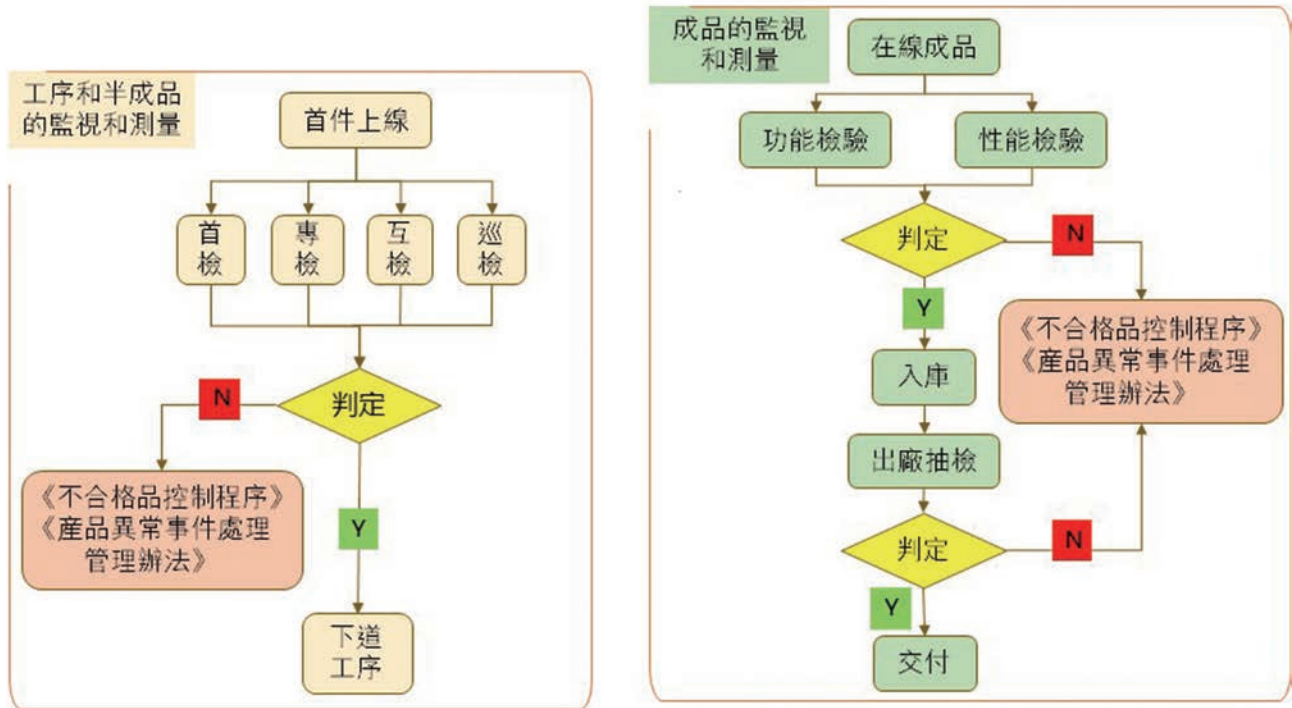 工序和半成品
的監視和測量
首件上線
首
檢
專
檢
互
檢
巡
檢
判定
N
《不合格品控制程序》
《産品異常事件處理
管理辦法》
Y
下道
工序
成品的監視
和測量
在線成品
功能檢驗
性能檢驗
判定
N
Y
《不合格品控制程序》
《産品異常事件處理
管理辦法》
入庫
出廠抽檢
判定
N
Y
交付